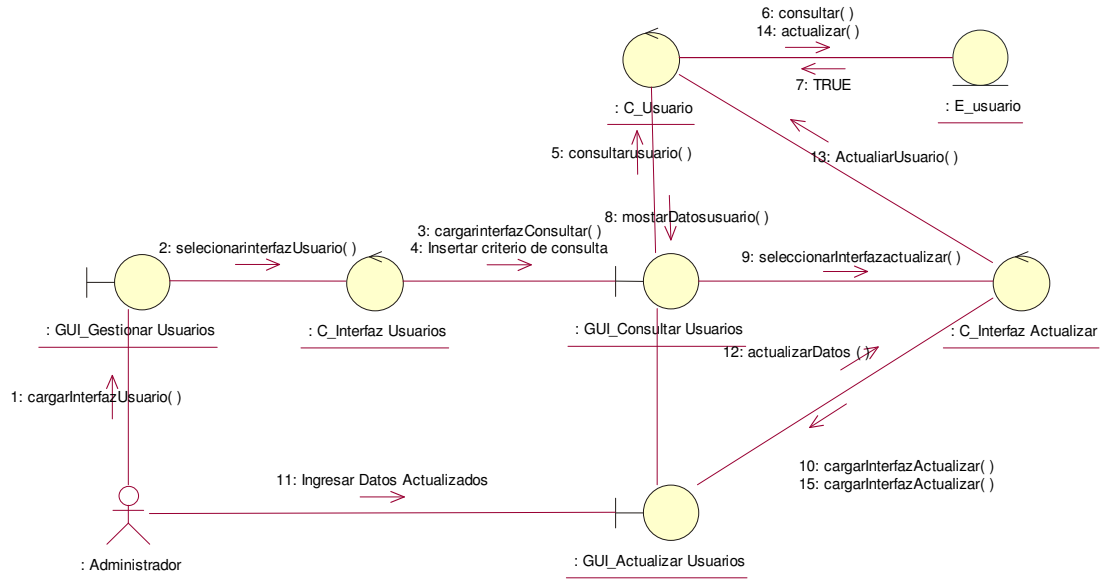 6: consultar( )
14: actualizar( )
7: TRUE
: C_Usuario
: E_usuario
5: consultarusuario( )
13: ActualiarUsuario( )
8: mostarDatosusuario( )
3: cargarinterfazConsultar( )
2: selecionarinterfazUsuario( )
4: Insertar criterio de consulta
9: seleccionarInterfazactualizar( )
: GUI_Gestionar Usuarios
: C_Interfaz Usuarios
: GUI_Consultar Usuarios
: C_Interfaz Actualizar
12: actualizarDatos ( )
1: cargarInterfazUsuario( )
10: cargarInterfazActualizar( )
11: Ingresar Datos Actualizados
15: cargarInterfazActualizar( )
: Administrador
: GUI_Actualizar Usuarios